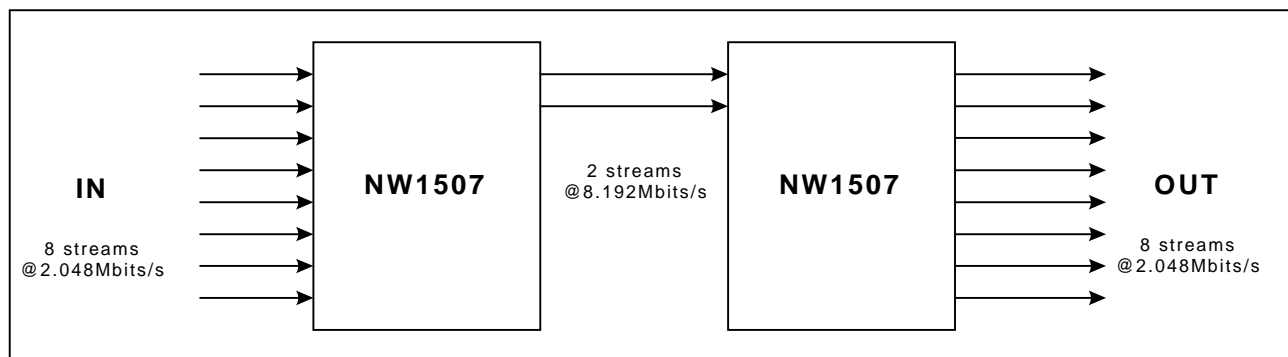 IN
8 streams
@2.048Mbits/s
NW1507
2 streams
@8.192Mbits/s
NW1507
OUT
8 streams
@2.048Mbits/s